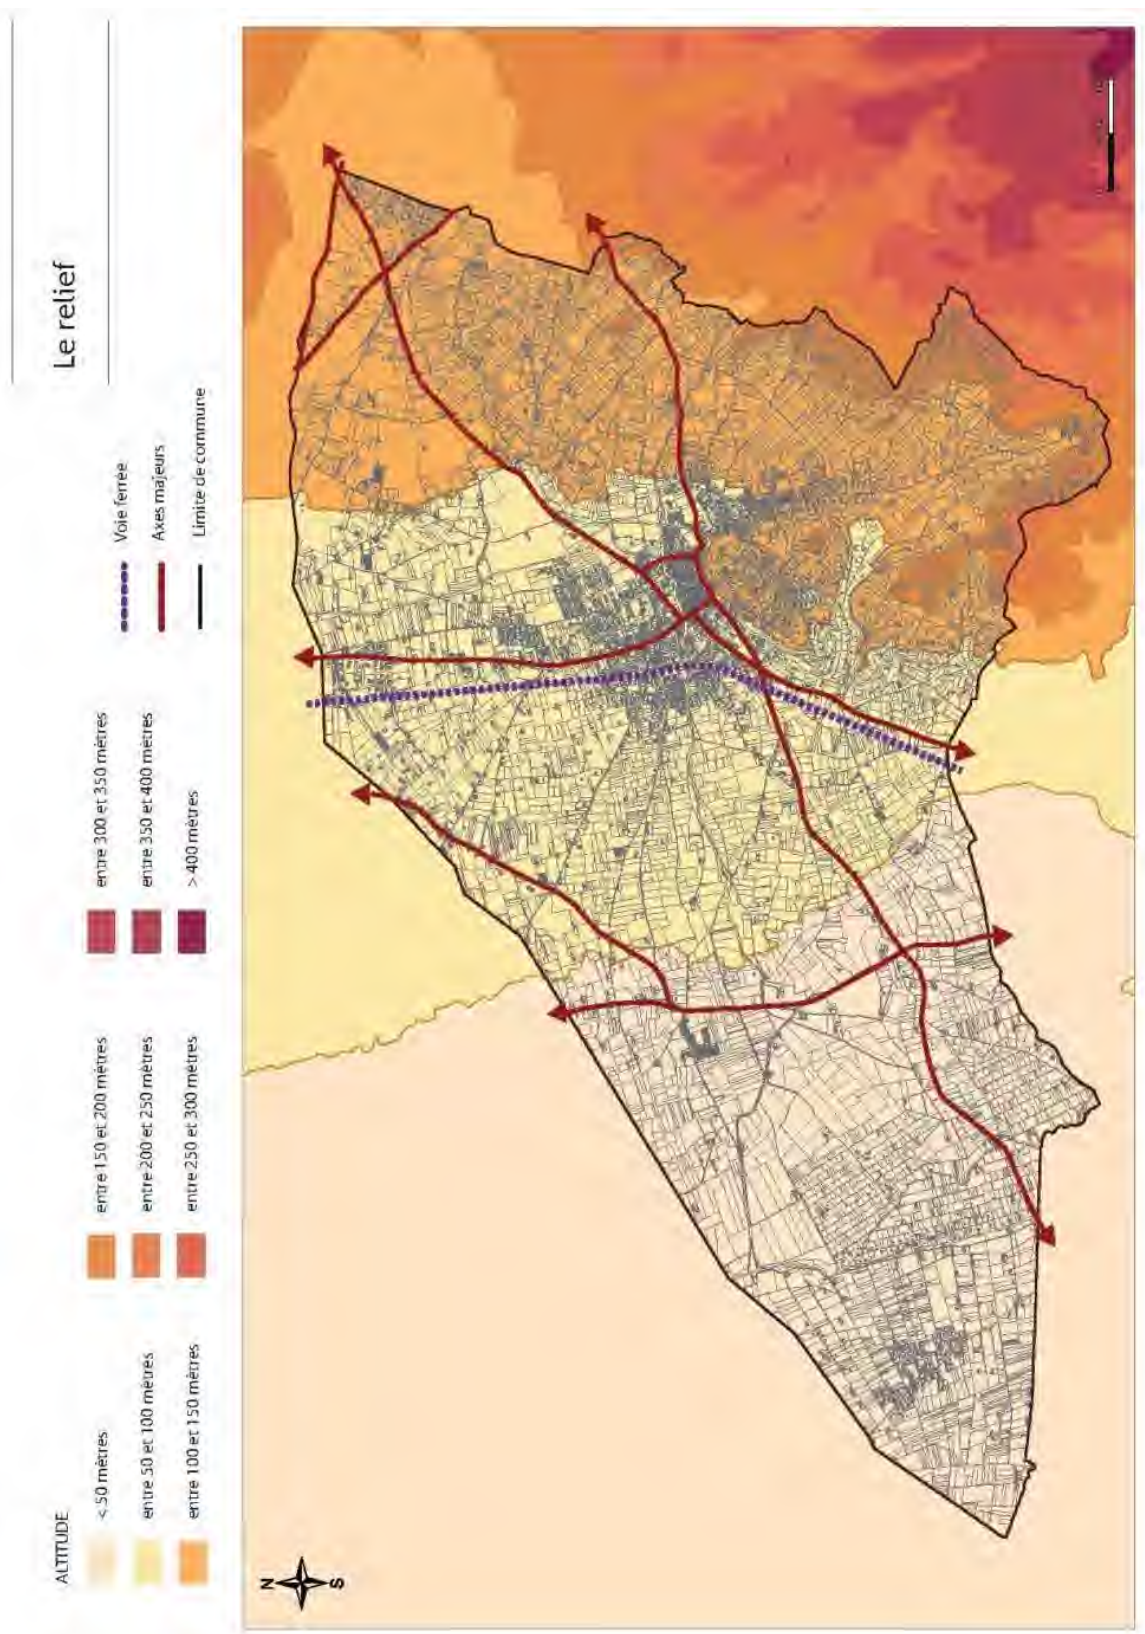 Le relief
ALTITUDE
< 50 mètres
entre 50 et 100 mètres
entre 100 et 150 mètres
entre 150 et 200 mètres
entre 200 et 250 mètres
entre 250 et 300 mètres
entre 300 et 350 mètres
entre 350 et 400 mètres
> 400 mètres
Voie ferrée
Axes majeurs
Limite de commune
N
S